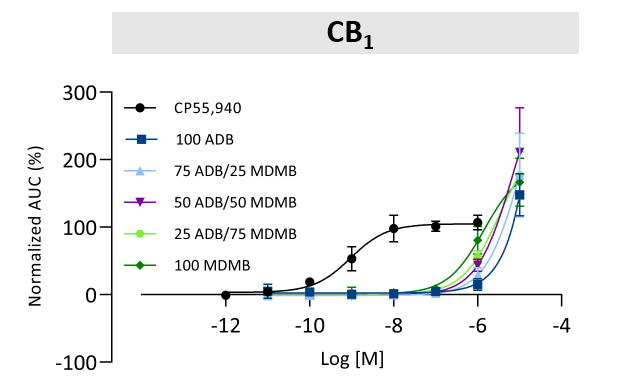 CB1
300
200
100
0
-100
Normalized AUC (%)
CP55,940
100 ADB
75 ADB/25 MDMB
50 ADB/50 MDMB
25 ADB/75 MDMB
100 MDMB
-12 -10 -8 -6 -4
Log [M]